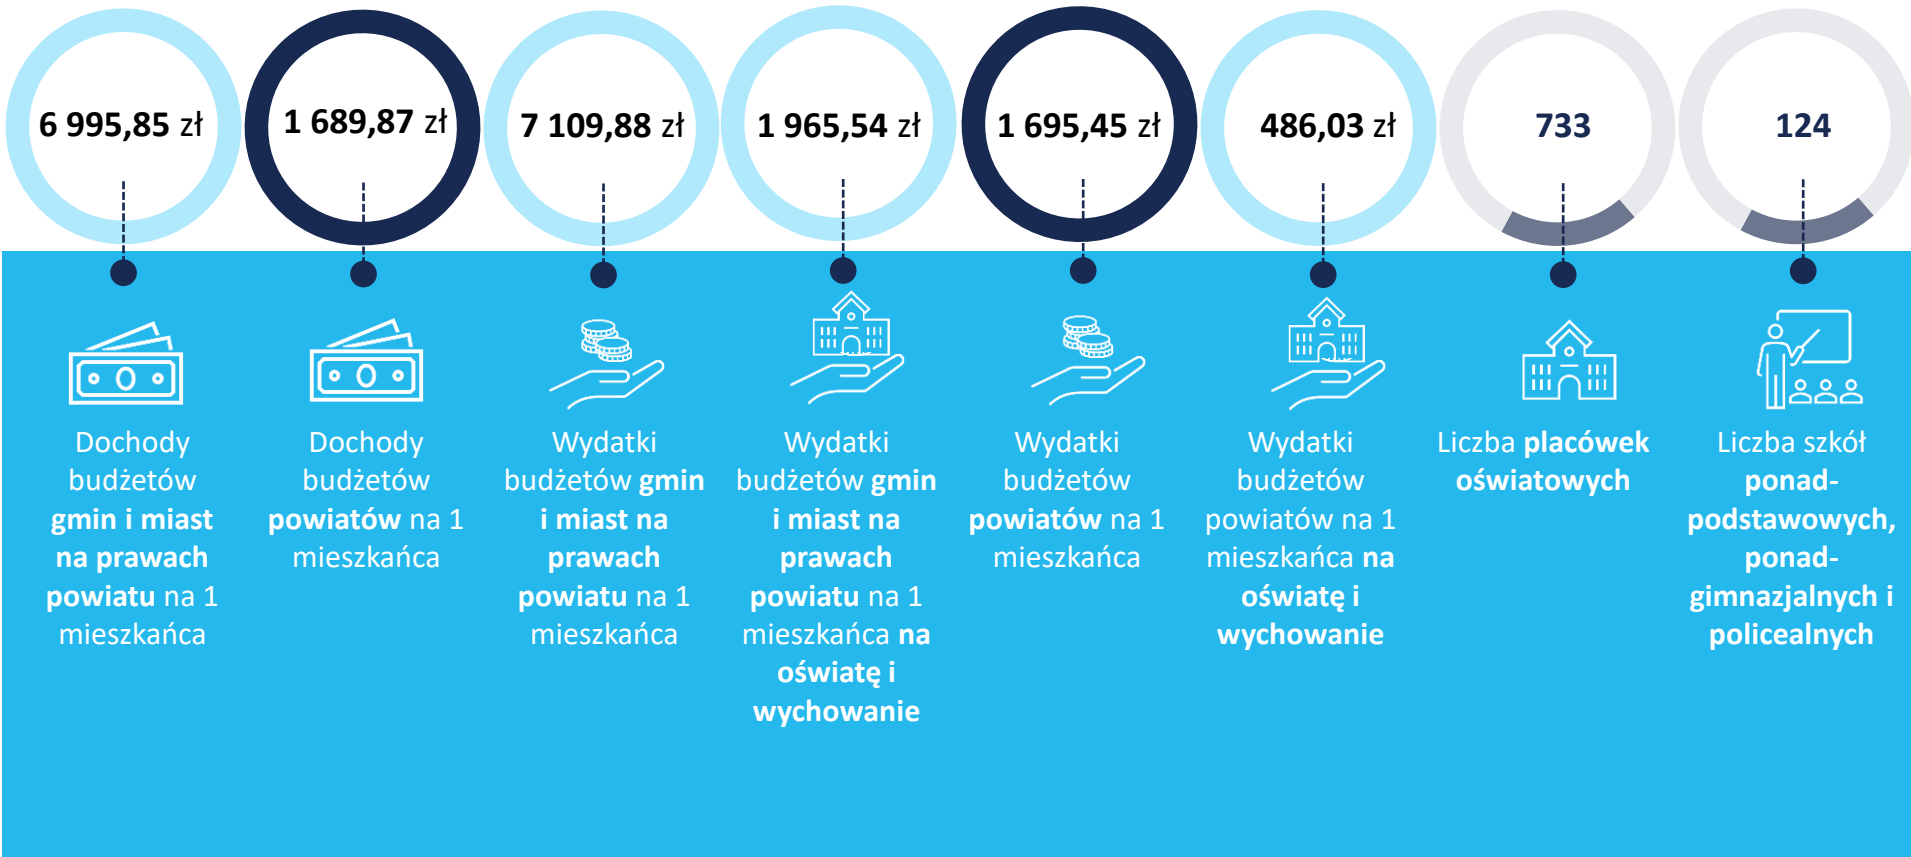 6 995,85 zł
1 689,87 zł
7 109,88 zł
1 965,54 zł
1 695,45 zł
486,03 zł
733
124
Dochody
budżetów
gmin i miast
na prawach
powiatu na 1
mieszkańca
Dochody
budżetów
powiatów na 1
mieszkańca
Wydatki
budżetów gmin
i miast na
prawach
powiatu na 1
mieszkańca
Wydatki
budżetów gmin
i miast na
prawach
powiatu na 1
mieszkańca na
oświatę i
wychowanie
Wydatki
budżetów
powiatów na 1
mieszkańca
Wydatki
budżetów
powiatów na 1
mieszkańca na
oświatę i
wychowanie
Liczba placówek
oświatowych
Liczba szkół
ponad-
podstawowych,
ponad-
gimnazjalnych i
policealnych